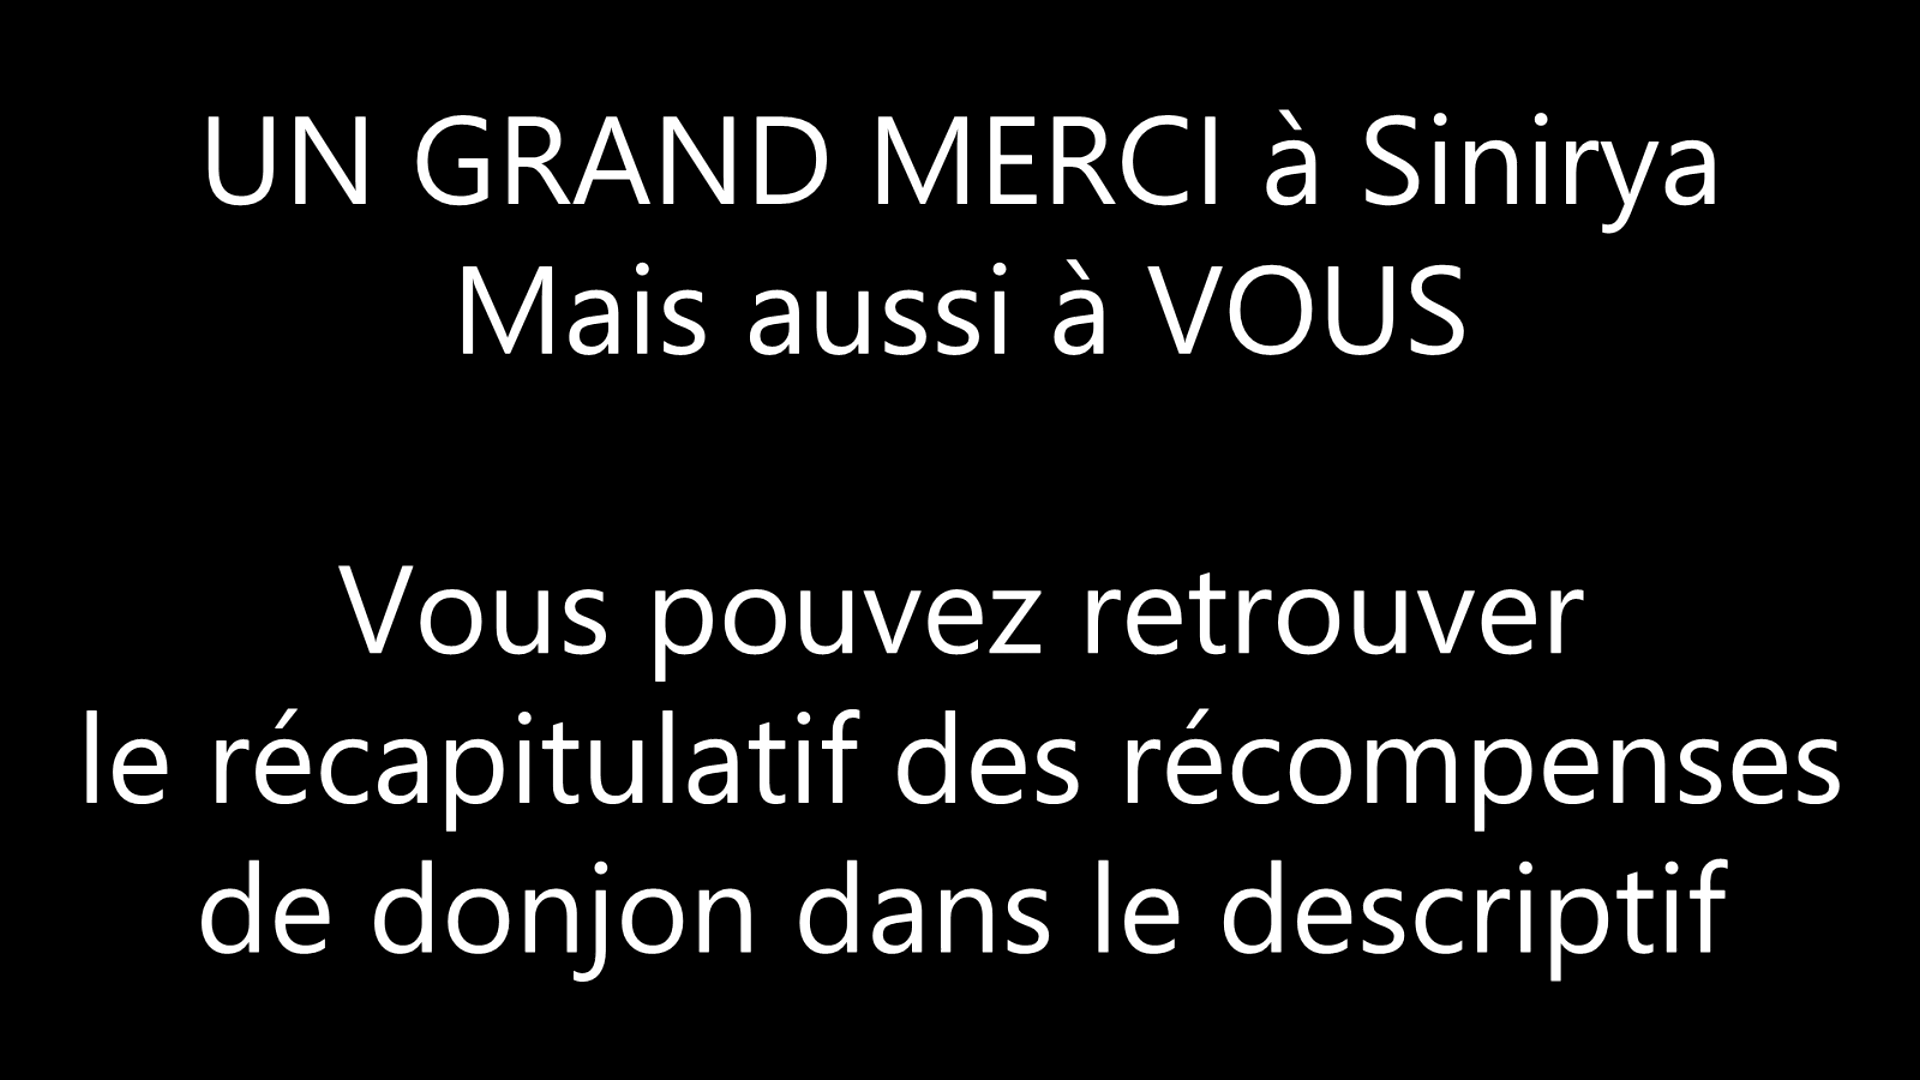 UN GRAND MERCI à Sinirya
Mais aussi à VOUS
Vous pouvez retrouver
le récapitulatif des récompenses
de donjon dans le descriptif